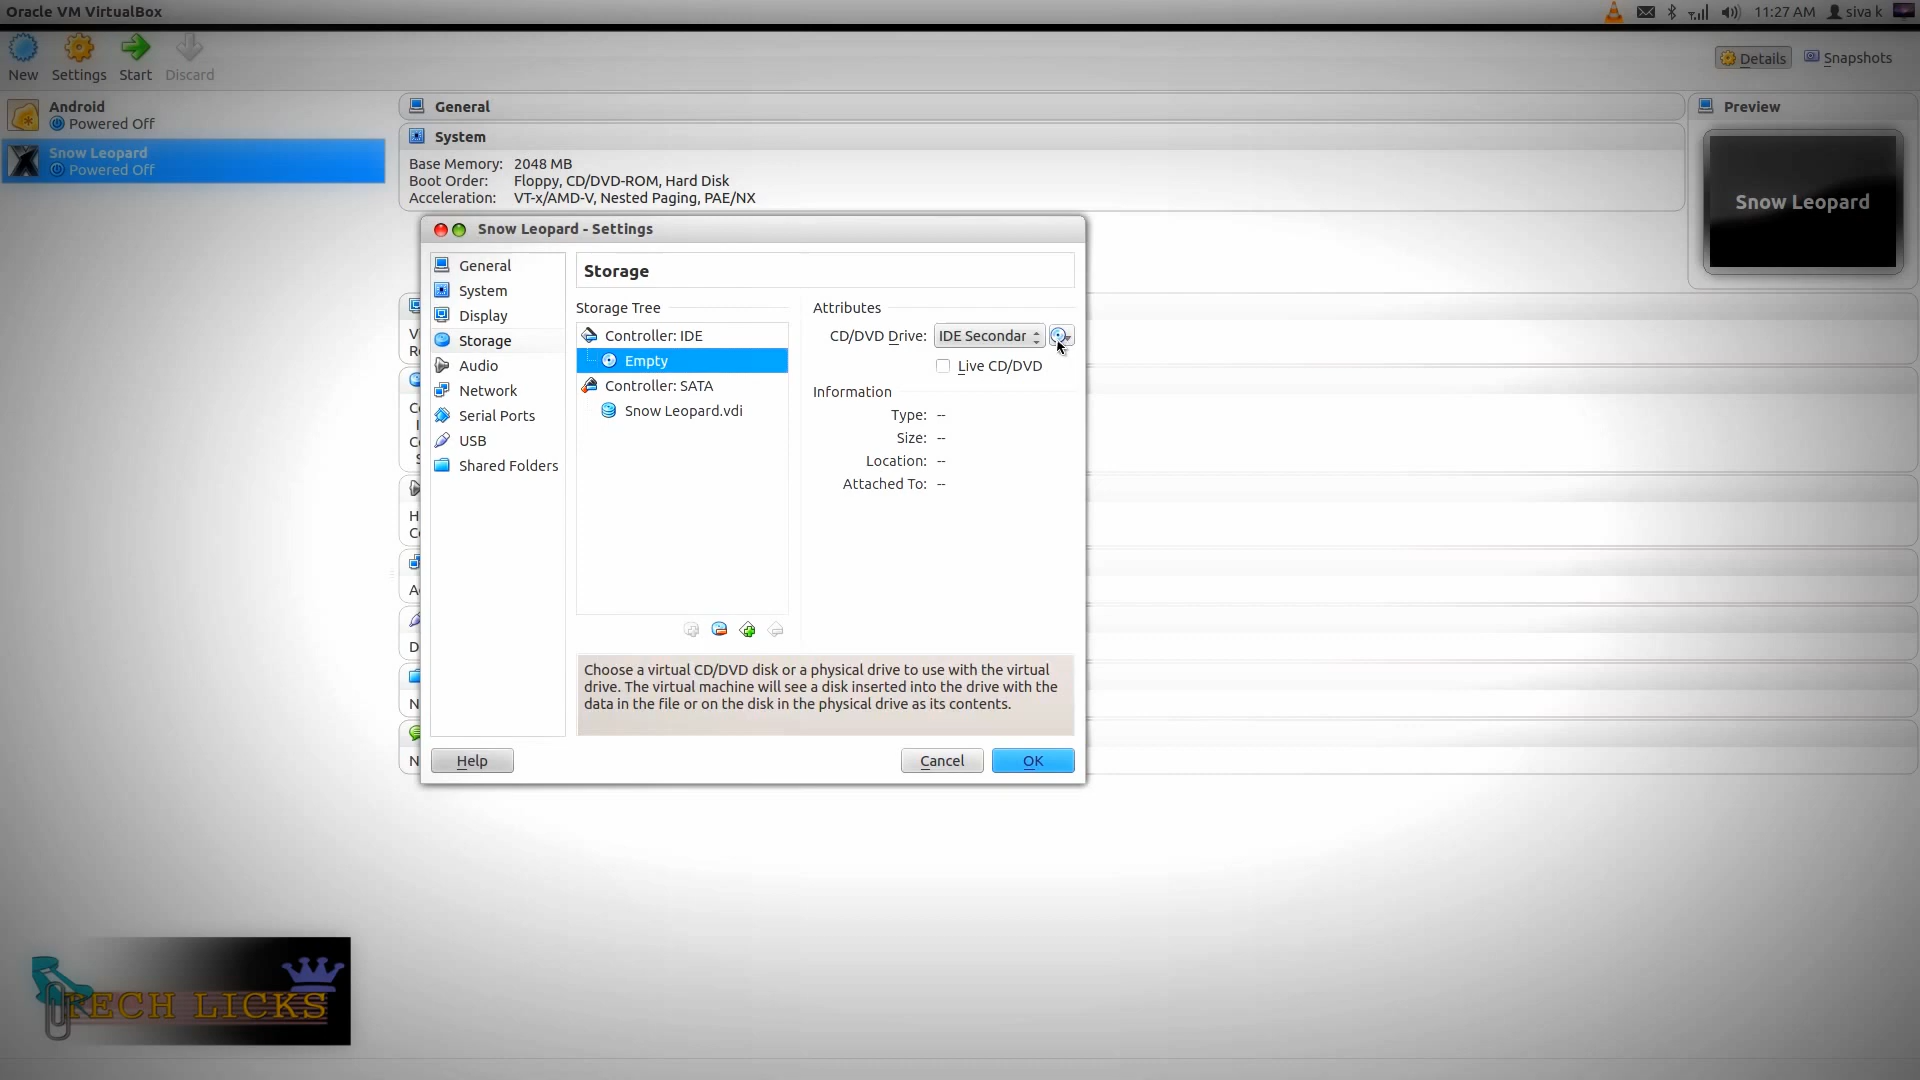 Oracle VM VirtualBox
11:27 AM
siva k
New
Settings
Start
Discard
Details
Snapshots
Android
Powered Off
Snow Leopard
Powered Off
General
System
Base Memory: 2048 MB
Boot Order: Floppy, CD/DVD-ROM, Hard Disk
Acceleration: VT-x/AMD-V, Nested Paging, PAE/NX
Preview
Snow Leopard
Snow Leopard - Settings
General
System
Display
Storage
Audio
Network
Serial Ports
USB
Shared Folders
Storage
Storage Tree
Controller: IDE
Empty
Controller: SATA
Snow Leopard.vdi
Attributes
CD/DVD Drive: IDE Secondar
Live CD/DVD
Information
Type: --
Size: --
Location: --
Attached To: --
Choose a virtual CD/DVD disk or a physical drive to use with the virtual
drive. The virtual machine will see a disk inserted into the drive with the
data in the file or on the disk in the physical drive as its contents.
Help
Cancel
OK
TECH LICKS